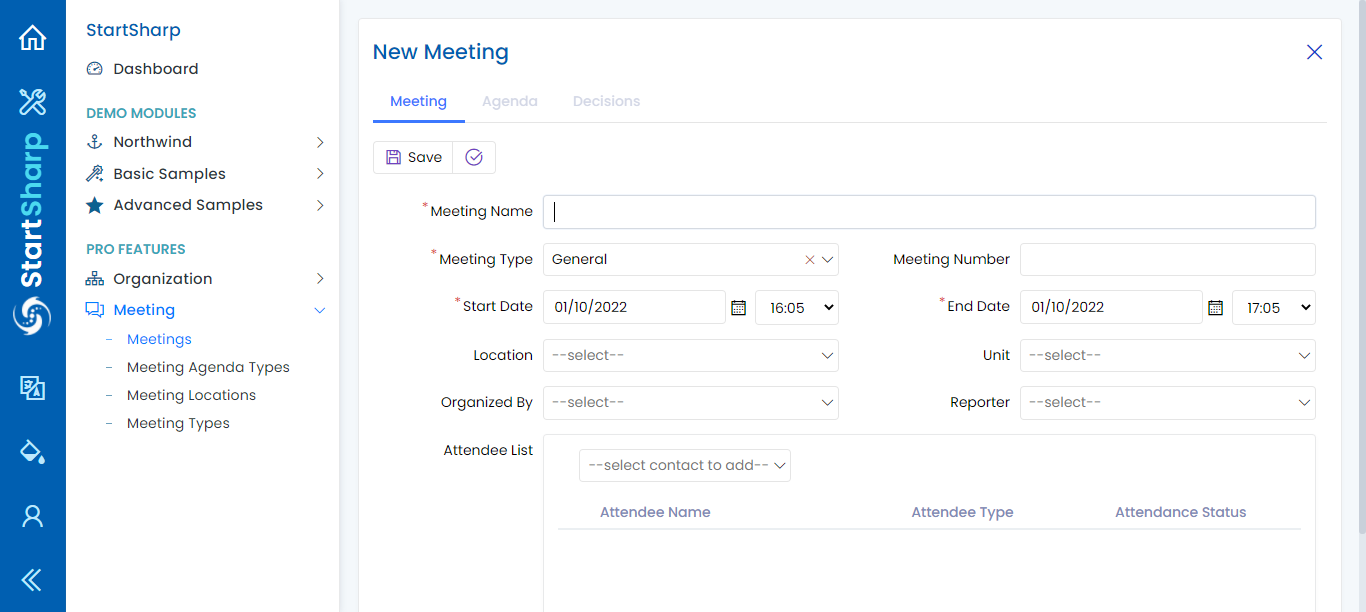 StartSharp
StartSharp
Dashboard
DEMO MODULES
Northwind
Basic Samples
Advanced Samples
PRO FEATURES
Organization
Meeting
– Meetings
– Meeting Agenda Types
– Meeting Locations
– Meeting Types
New Meeting
Meeting Agenda Decisions
Save
* Meeting Name
* Meeting Type General Meeting Number
* Start Date 01/10/2022 16:05 * End Date 01/10/2022 17:05
Location --select-- Unit --select--
Organized By --select-- Reporter --select--
Attendee List
--select contact to add--
Attendee Name Attendee Type Attendance Status